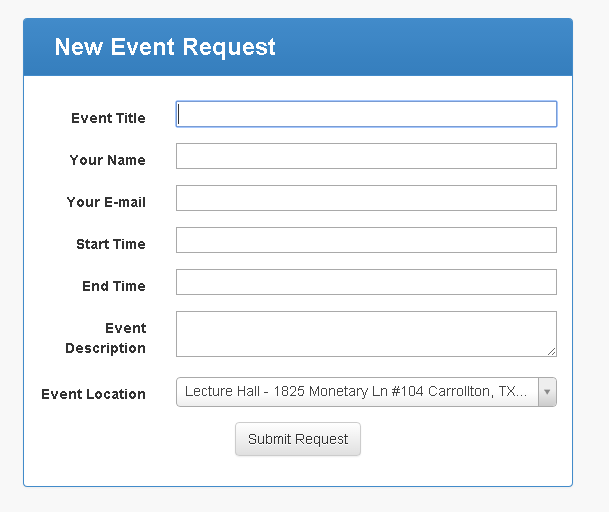 New Event Request
Event Title
Your Name
Your E-mail
Start Time
End Time
Event
Description
Event Location Lecture Hall - 1825 Monetary Ln #104 Carrollton, TX...
Submit Request